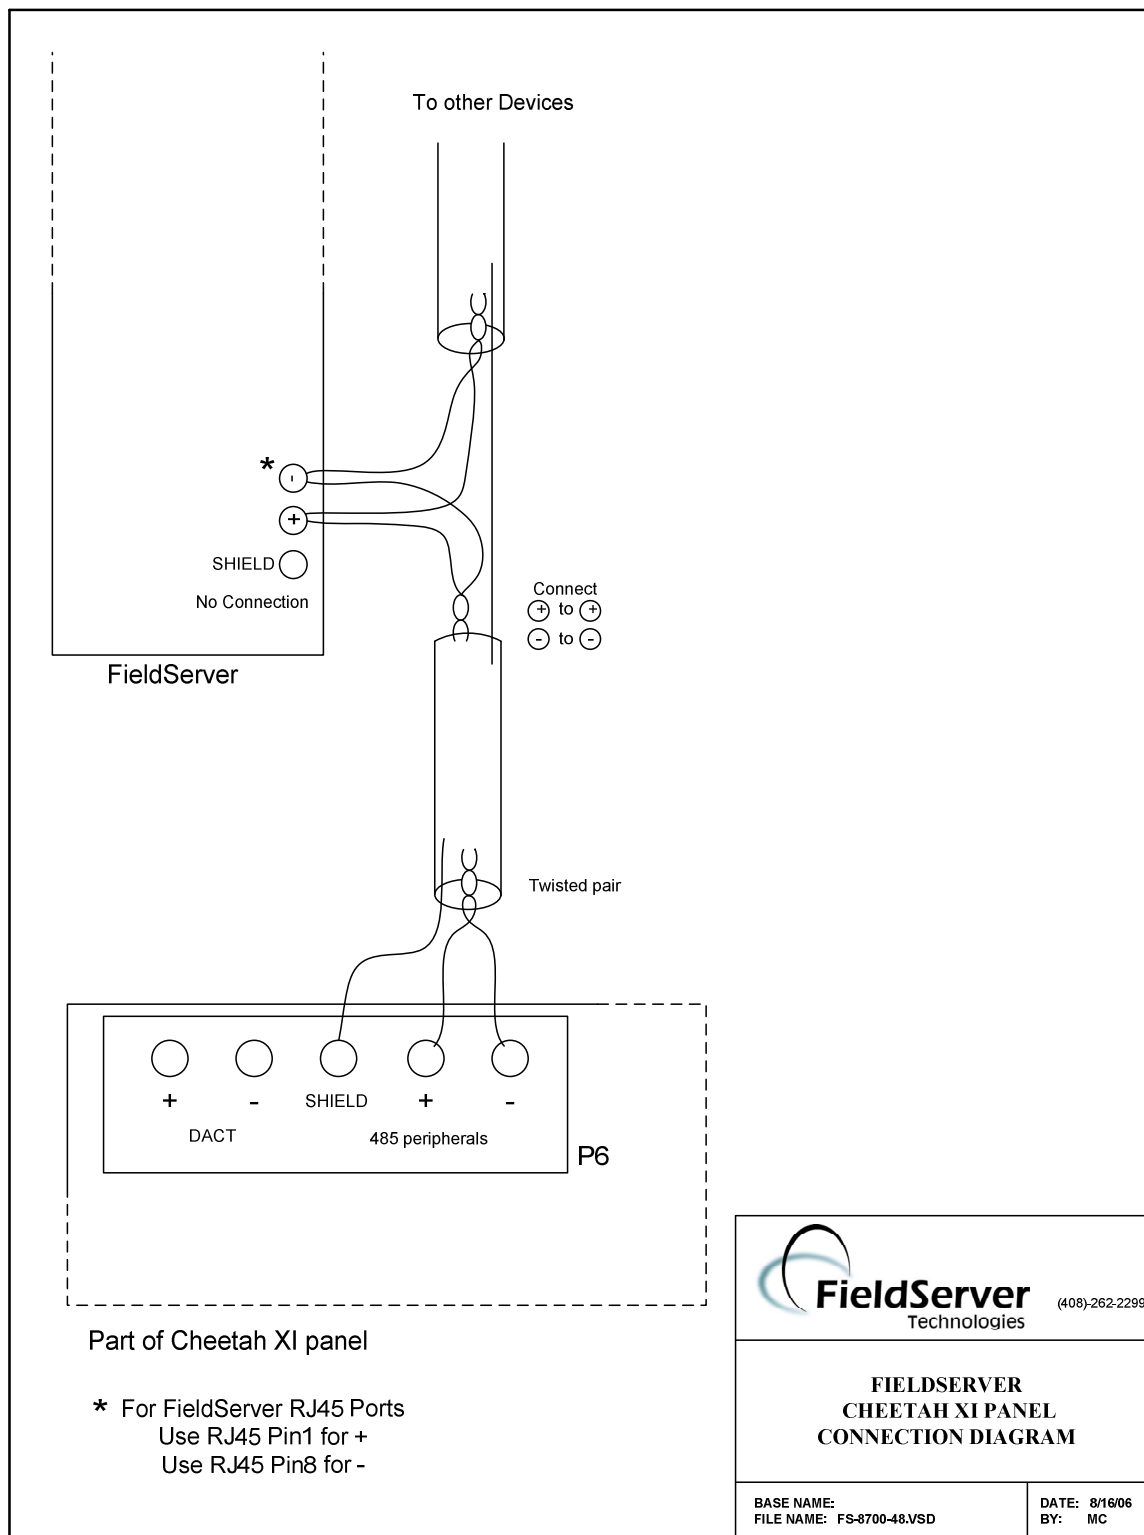 To other Devices
*
-
+
SHIELD
No Connection
FieldServer
Connect
+ to +
- to -
Twisted pair
+ - SHIELD + -
DACT 485 peripherals
P6
Part of Cheetah XI panel
* For FieldServer RJ45 Ports
Use RJ45 Pin1 for +
Use RJ45 Pin8 for -
FieldServer
Technologies
(408)-262-2299
FIELDSERVER
CHEETAH XI PANEL
CONNECTION DIAGRAM
BASE NAME:
FILE NAME: FS-8700-48.VSD
DATE: 8/16/06
BY: MC